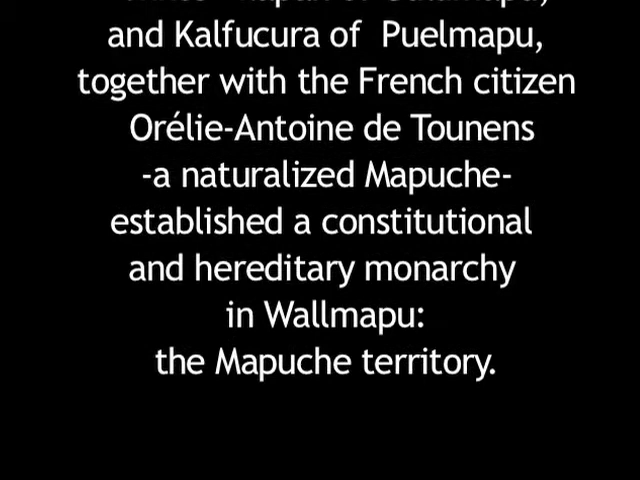 and Kalfucura of Puelmapu,
together with the French citizen
Orélie-Antoine de Tounens
-a naturalized Mapuche-
established a constitutional
and hereditary monarchy
in Wallmapu:
the Mapuche territory.